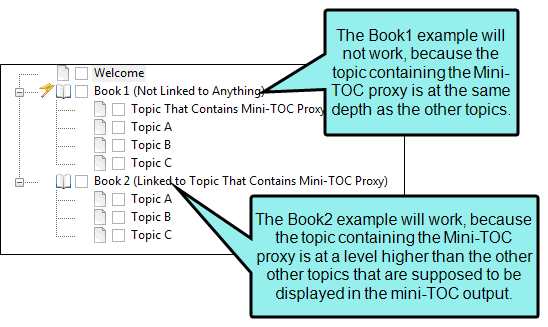 The Book1 example will
not work, because the
topic containing the Mini-
TOC proxy is at the same
depth as the other topics.
Welcome
Book 1 (Not Linked to Anything)
Topic That Contains Mini-TOC Proxy
Topic A
Topic B
Topic C
Book 2 (Linked to Topic That Contains Mini-TOC Proxy)
Topic A
Topic B
Topic C
The Book2 example will work, because
the topic containing the Mini-TOC
proxy is at a level higher than the other
other topics that are supposed to be
displayed in the mini-TOC output.